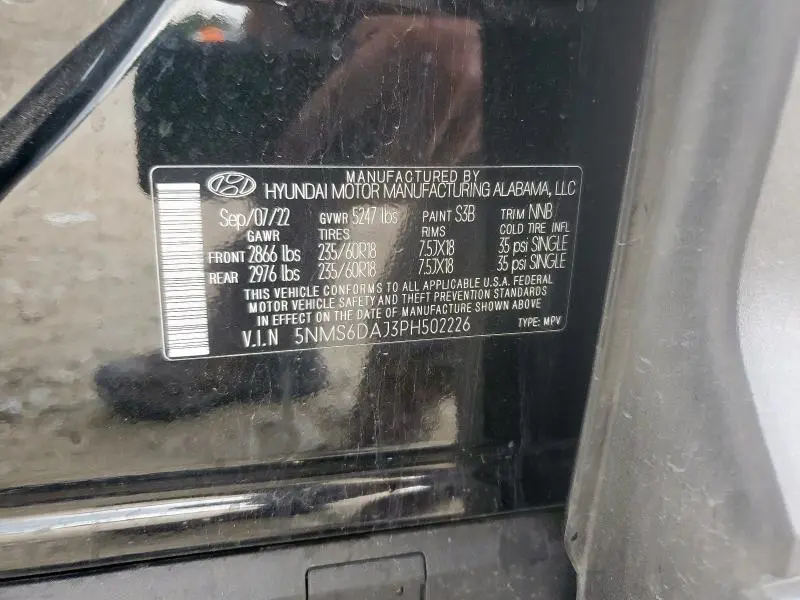 MANUFACTURED BY
HYUNDAI MOTOR MANUFACTURING ALABAMA, LLC
Sep/07/22 GVWR 5247 lbs PAINT S3B TRIM NNB
GAWR TIRES RIMS COLD TIRE INFL
FRONT 2866 lbs 235/60R18 7.5JX18 35 psi SINGLE
REAR 2976 lbs 235/60R18 7.5JX18 35 psi SINGLE
THIS VEHICLE CONFORMS TO ALL APPLICABLE U.S.A. FEDERAL
MOTOR VEHICLE SAFETY AND THEFT PREVENTION STANDARDS
IN EFFECT ON THE DATE OF MANUFACTURE SHOWN ABOVE
V.I.N 5NMS6DAJ3PH502226 TYPE: MPV